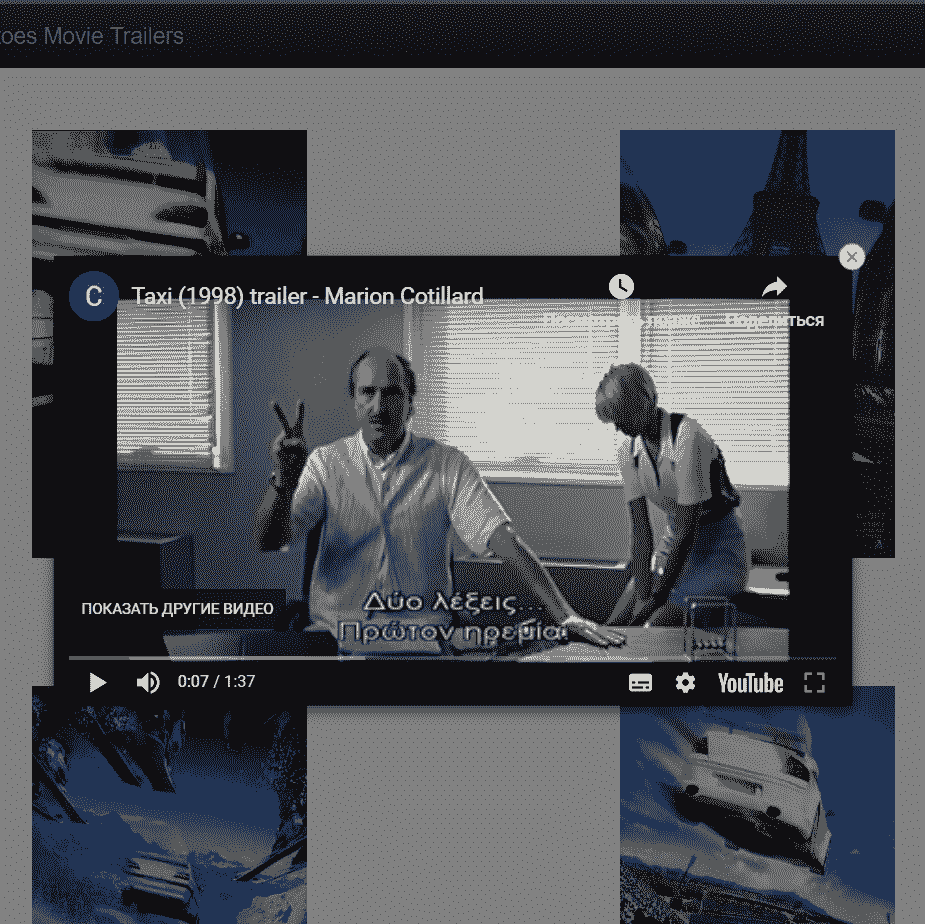 oes Movie Trailers
C
Taxi (1998) trailer - Marion Cotillard
Поделиться
Δύο λέξεις...
Πρώτον ηρεμία.
ПОКАЗАТЬ ДРУГИЕ ВИДЕО
0:07 / 1:37
YouTube